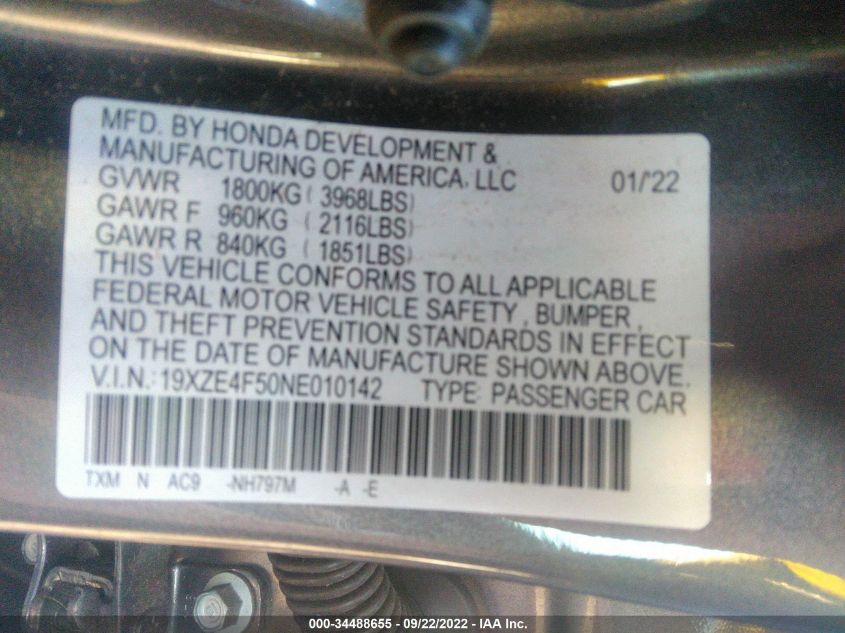 MFD. BY HONDA DEVELOPMENT &
MANUFACTURING OF AMERICA, LLC 01/'22
GVWR 1800KG ( 3968LBS)
GAWR F 960KG ( 2116LBS)
GAWR R 840KG ( 1851LBS)
THIS VEHICLE CONFORMS TO ALL APPLICABLE
FEDERAL MOTOR VEHICLE SAFETY , BUMPER ,
AND THEFT PREVENTION STANDARDS IN EFFECT
ON THE DATE OF MANUFACTURE SHOWN ABOVE.
V.I.N.: 19XZE4F50NE010142 TYPE: PASSENGER CAR
TXM N AC9 -NH797M -A -E
000-34488655 - 09/22/2022 - IAA Inc.